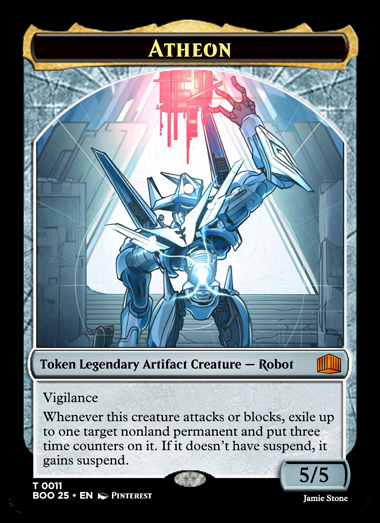 Atheon
Token Legendary Artifact Creature — Robot
Vigilance
Whenever this creature attacks or blocks, exile up
to one target nonland permanent and put three
time counters on it. If it doesn't have suspend, it
gains suspend.
5/5
T 0011
BOO 25 • EN Pinterest
Jamie Stone